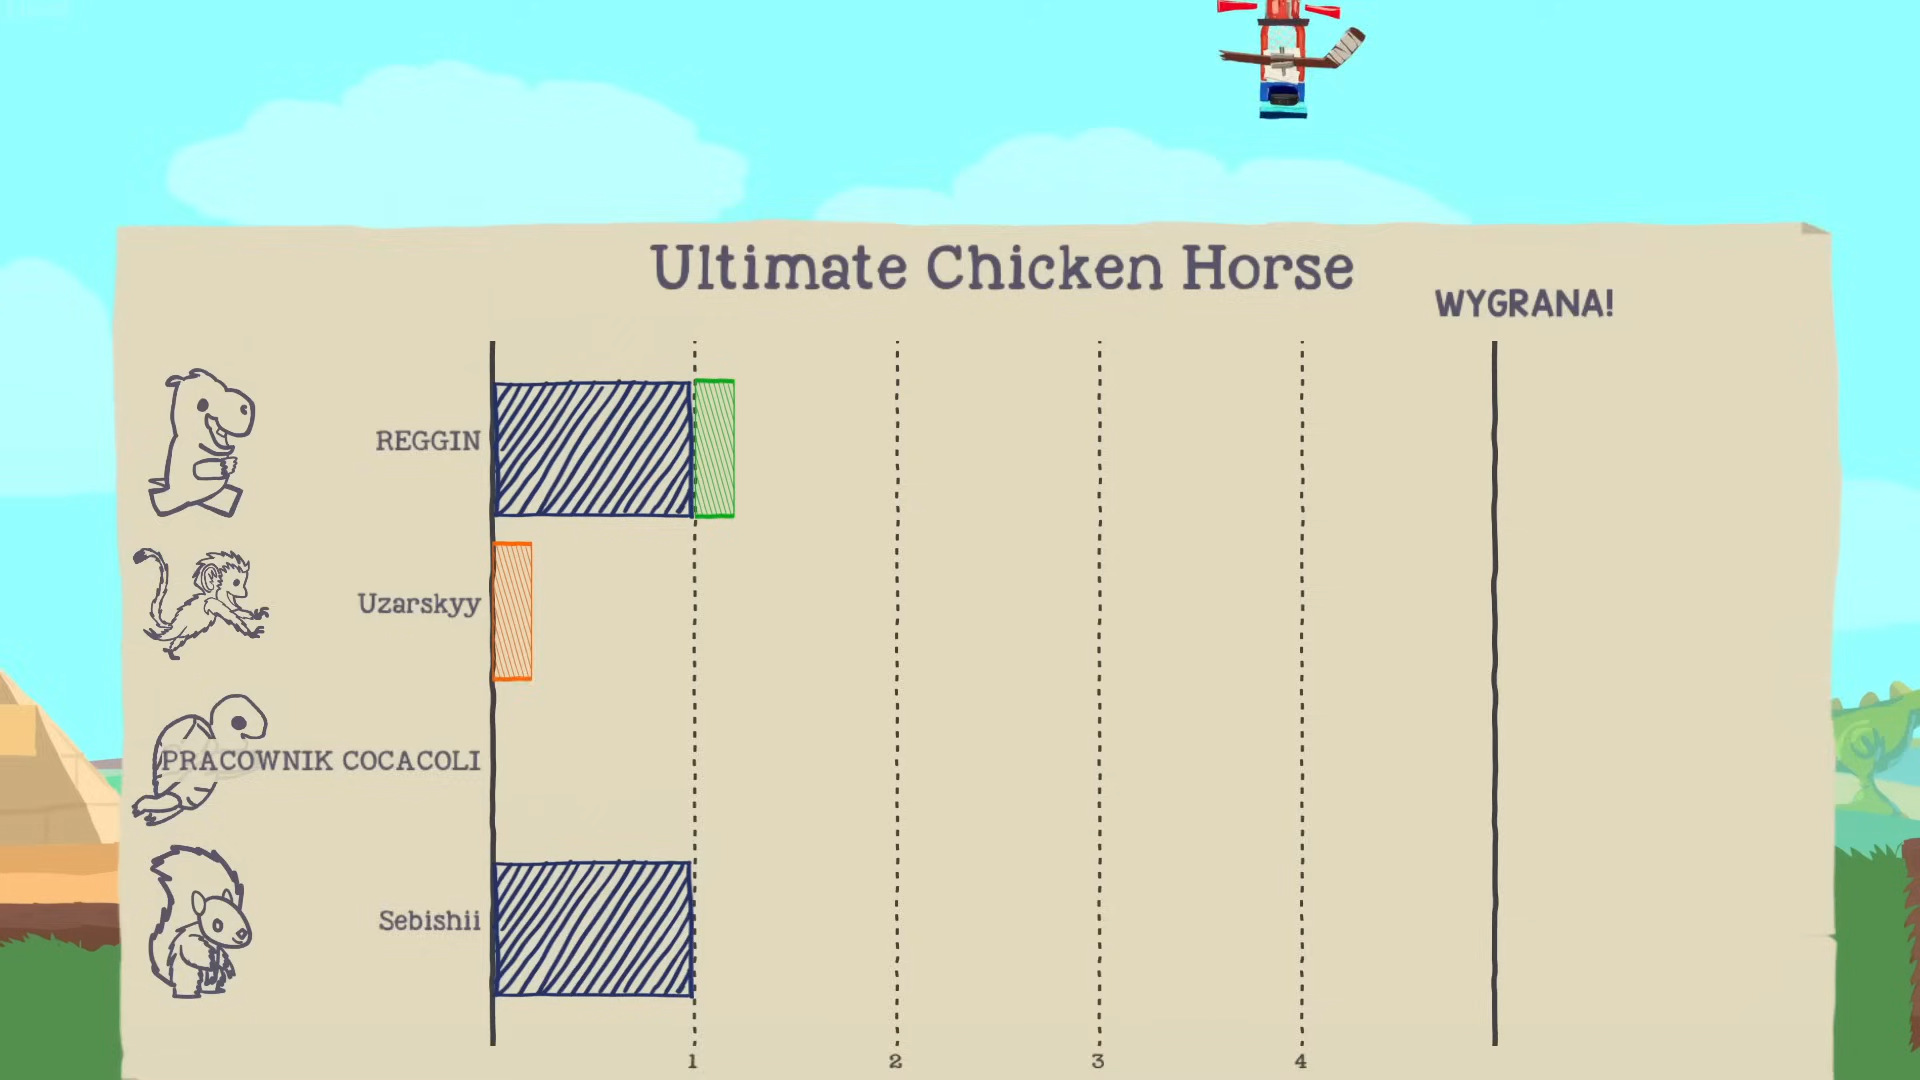 Ultimate Chicken Horse
WYGRANA!
REGGIN
Uzarskyy
PRACOWNIK COCACOLI
Sebishii
1 2 3 4